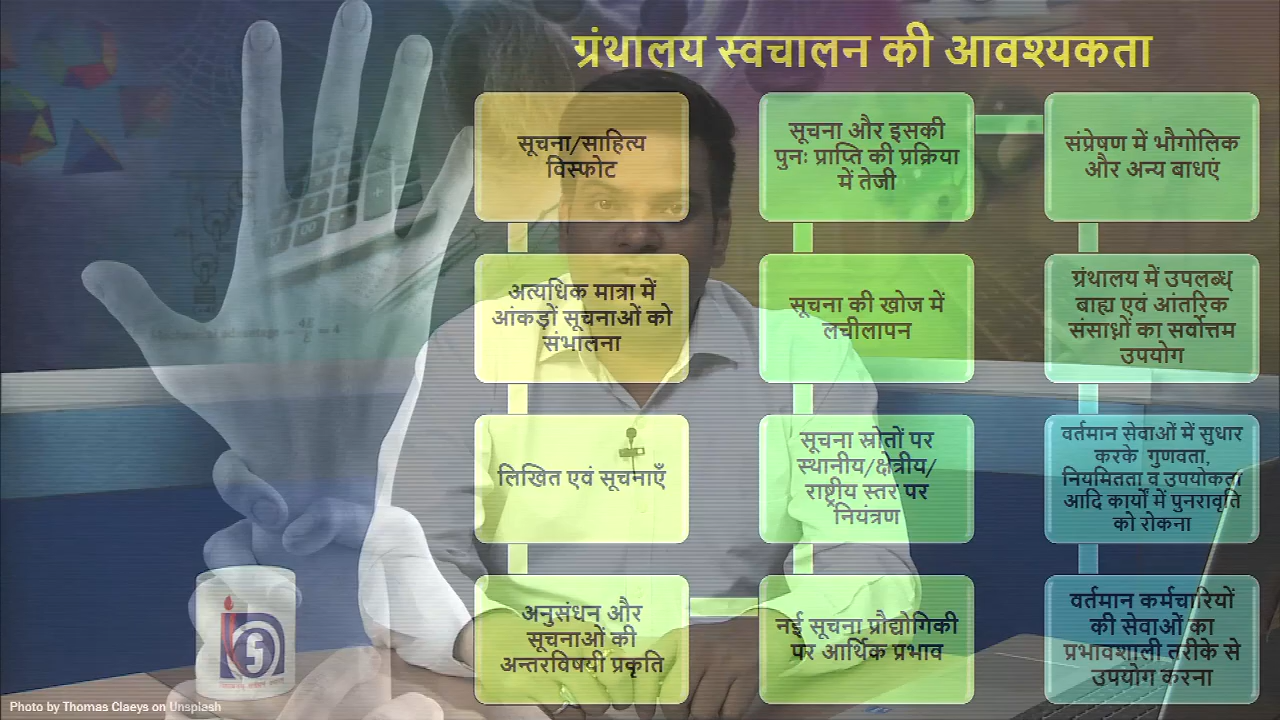 ग्रंथालय स्वचालन की आवश्यकता
सूचना/साहित्य
विस्फोट
अत्यधिक मात्रा में
आंकड़ों सूचनाओं को
संभालना
लिखित एवं सूचनाएँ
अनुसंधन और
सूचनाओं की
अन्तरविषयी प्रकृति
सूचना और इसकी
पुनः प्राप्ति की प्रक्रिया
में तेजी
सूचना की खोज में
लचीलापन
सूचना स्रोतों पर
स्थानीय/क्षेत्रीय/
राष्ट्रीय स्तर पर
नियंत्रण
नई सूचना प्रौद्योगिकी
पर आर्थिक प्रभाव
संप्रेषण में भौगोलिक
और अन्य बाधएं
ग्रंथालय में उपलब्ध्
बाह्य एवं आंतरिक
संसाध्नों का सर्वोत्तम
उपयोग
वर्तमान सेवाओं में सुधार
करके गुणवता,
नियमितता व उपयोकता
आदि कार्यों में पुनरावृति
को रोकना
वर्तमान कर्मचारियों
की सेवाओं का
प्रभावशाली तरीके से
उपयोग करना
Photo by Thomas Claeys on Unsplash